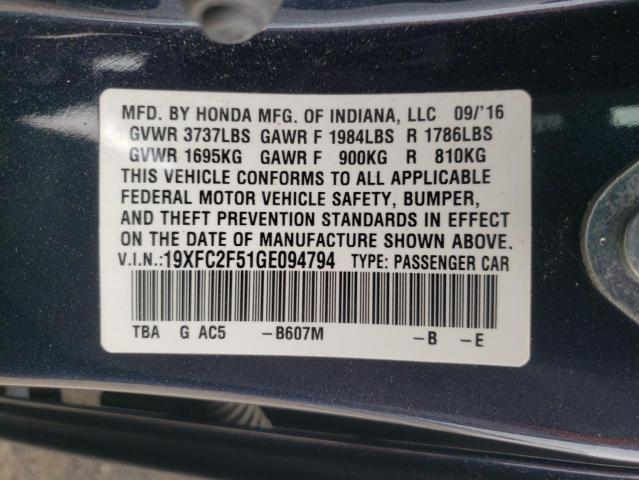 MFD. BY HONDA MFG. OF INDIANA, LLC 09/'16
GVWR 3737LBS GAWR F 1984LBS R 1786LBS
GVWR 1695KG GAWR F 900KG R 810KG
THIS VEHICLE CONFORMS TO ALL APPLICABLE
FEDERAL MOTOR VEHICLE SAFETY, BUMPER,
AND THEFT PREVENTION STANDARDS IN EFFECT
ON THE DATE OF MANUFACTURE SHOWN ABOVE.
V.I.N.:19XFC2F51GE094794 TYPE: PASSENGER CAR
TBA G AC5 -B607M -B -E